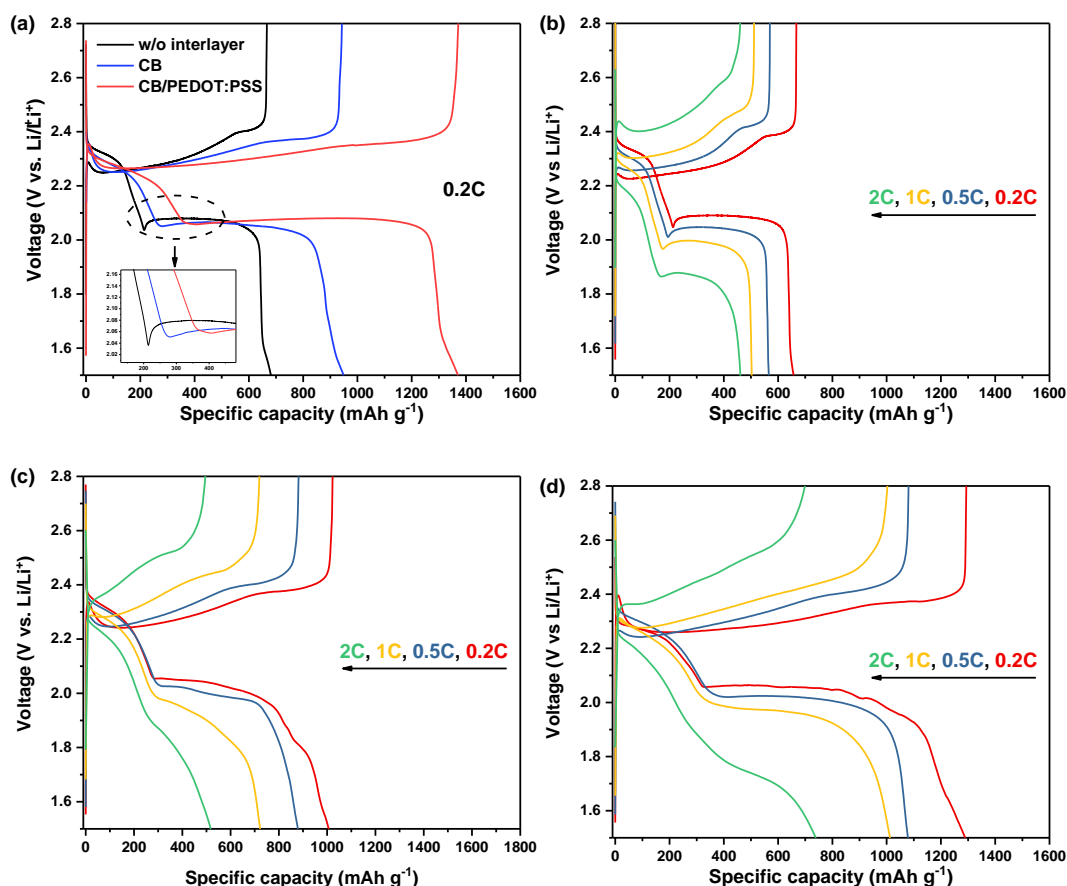 (a)
2.8
2.6
2.4
2.2
2.0
1.8
1.6
Voltage (V vs. Li/Li⁺)
w/o interlayer
CB
CB/PEDOT:PSS
0.2C
2.16
2.14
2.12
2.10
2.08
2.06
2.04
2.02
200 300 400
0 200 400 600 800 1000 1200 1400 1600
Specific capacity (mAh g⁻¹)
(b)
2.8
2.6
2.4
2.2
2.0
1.8
1.6
Voltage (V vs Li/Li⁺)
2C, 1C, 0.5C, 0.2C
0 200 400 600 800 1000 1200 1400 1600
Specific capacity (mAh g⁻¹)
(c)
2.8
2.6
2.4
2.2
2.0
1.8
1.6
Voltage (V vs. Li/Li⁺)
2C, 1C, 0.5C, 0.2C
0 200 400 600 800 1000 1200 1400 1600 1800
Specific capacity (mAh g⁻¹)
(d)
2.8
2.6
2.4
2.2
2.0
1.8
1.6
Voltage (V vs Li/Li⁺)
2C, 1C, 0.5C, 0.2C
0 200 400 600 800 1000 1200 1400 1600
Specific capacity (mAh g⁻¹)